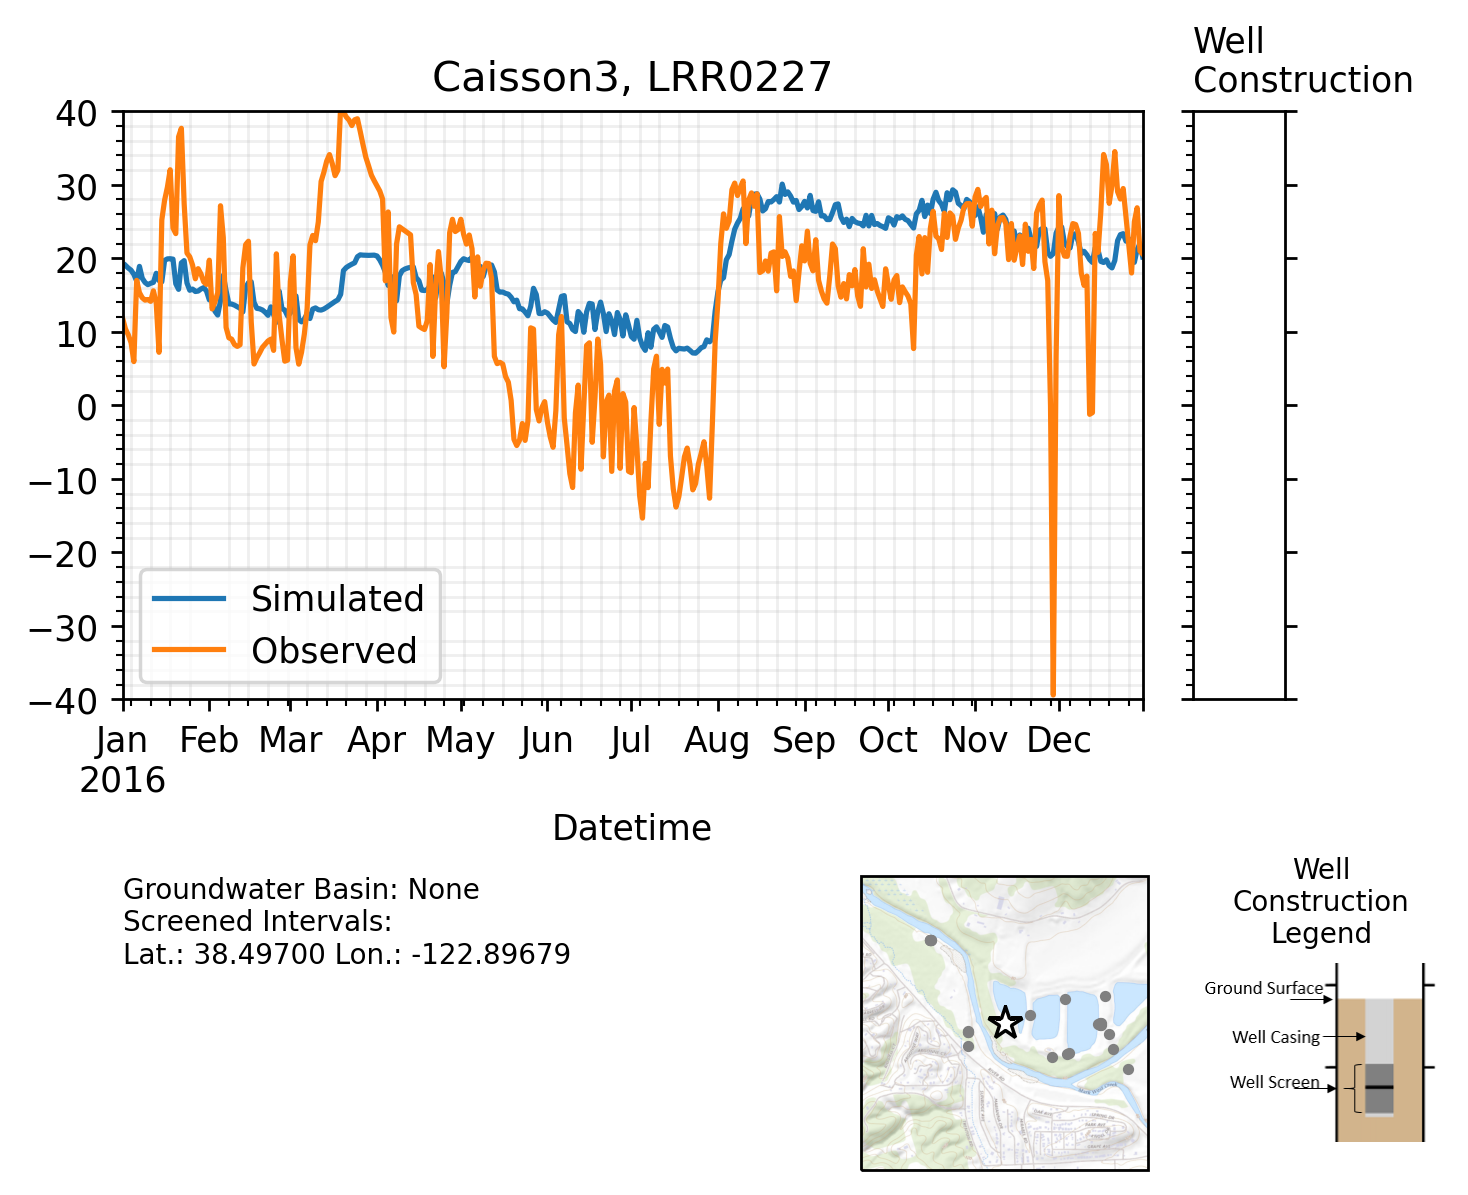 Caisson3, LRR0227
Well
Construction
40
30
20
10
0
−10
−20
−30
−40
Simulated
Observed
Jan
Feb
Mar
Apr
May
Jun
Jul
Aug
Sep
Oct
Nov
Dec
2016
Datetime
Groundwater Basin: None
Screened Intervals:
Lat.: 38.49700 Lon.: -122.89679
Well
Construction
Legend
Ground Surface
Well Casing
Well Screen